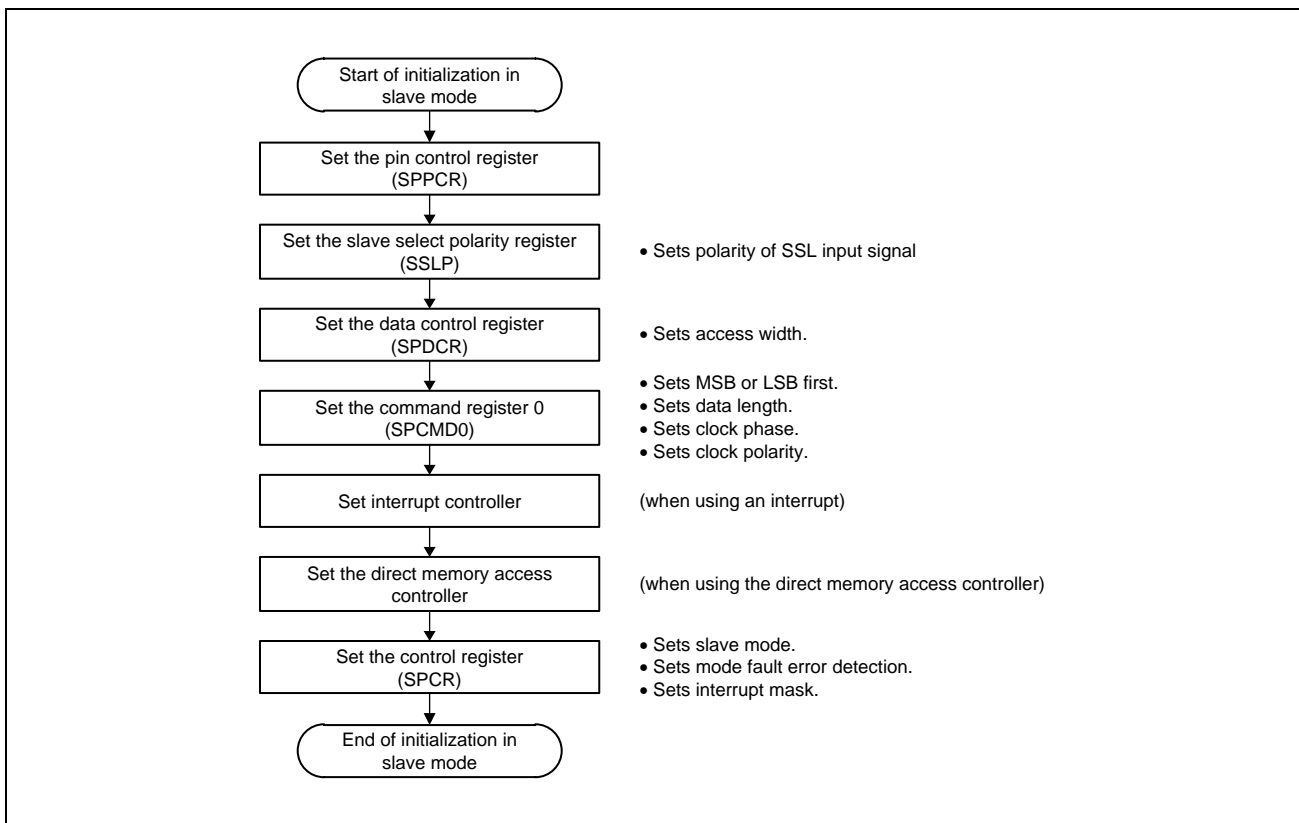 Start of initialization in
slave mode
Set the pin control register
(SPPCR)
Set the slave select polarity register
(SSLP)
• Sets polarity of SSL input signal
Set the data control register
(SPDCR)
• Sets access width.
Set the command register 0
(SPCMD0)
• Sets MSB or LSB first.
• Sets data length.
• Sets clock phase.
• Sets clock polarity.
Set interrupt controller
(when using an interrupt)
Set the direct memory access
controller
(when using the direct memory access controller)
Set the control register
(SPCR)
• Sets slave mode.
• Sets mode fault error detection.
• Sets interrupt mask.
End of initialization in
slave mode